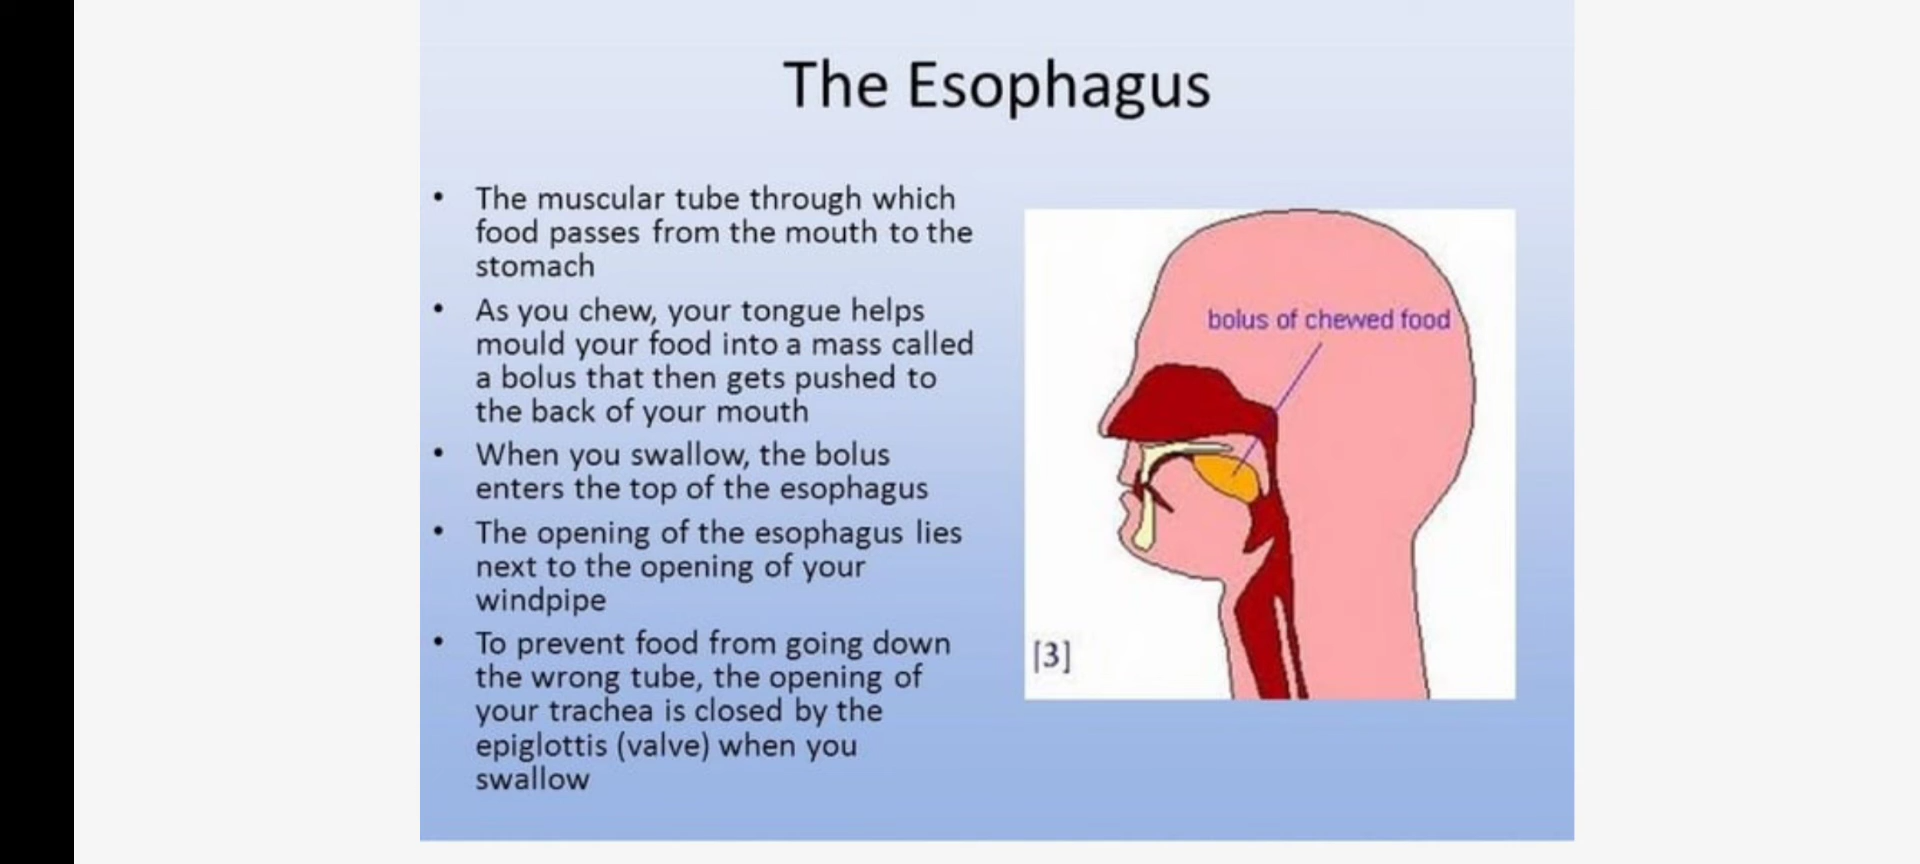 The Esophagus
• The muscular tube through which
food passes from the mouth to the
stomach
• As you chew, your tongue helps
mould your food into a mass called
a bolus that then gets pushed to
the back of your mouth
• When you swallow, the bolus
enters the top of the esophagus
• The opening of the esophagus lies
next to the opening of your
windpipe
• To prevent food from going down
the wrong tube, the opening of
your trachea is closed by the
epiglottis (valve) when you
swallow
bolus of chewed food
[3]